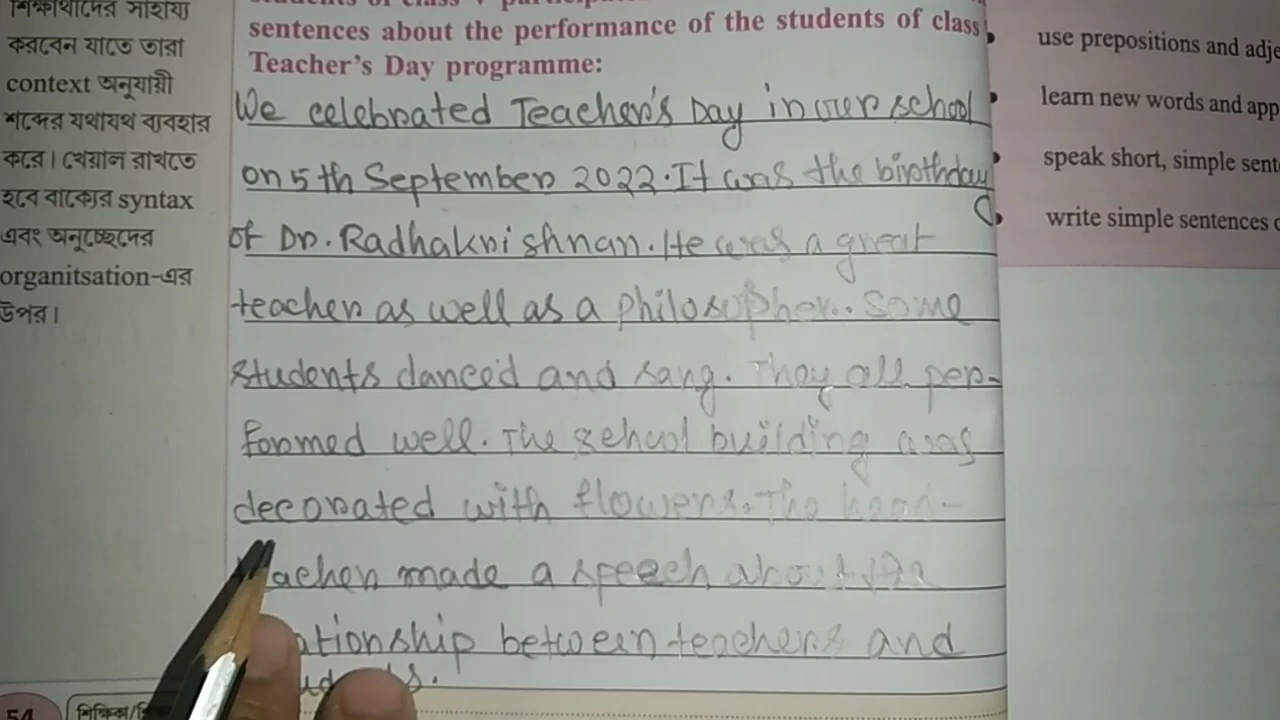 শিক্ষার্থীদের সাহায্য
করবেন যাতে তারা
context অনুযায়ী
শব্দের যথাযথ ব্যবহার
করে। খেয়াল রাখতে
হবে বাক্যের syntax
এবং অনুচ্ছেদের
organitsation-এর
উপর।
sentences about the performance of the students of class
Teacher's Day programme:
We celebrated Teacher's Day in our school
on 5th September 2022. It was the birthday
of Dr. Radhakrishnan. He was a great
teacher as well as a philosopher. Some
students danced and sang. They all per-
formed well. The school building was
decorated with flowers. The head-
acher made a speech about the
ationship between teachers and
use prepositions and adje
learn new words and app
speak short, simple sent
write simple sentences
54